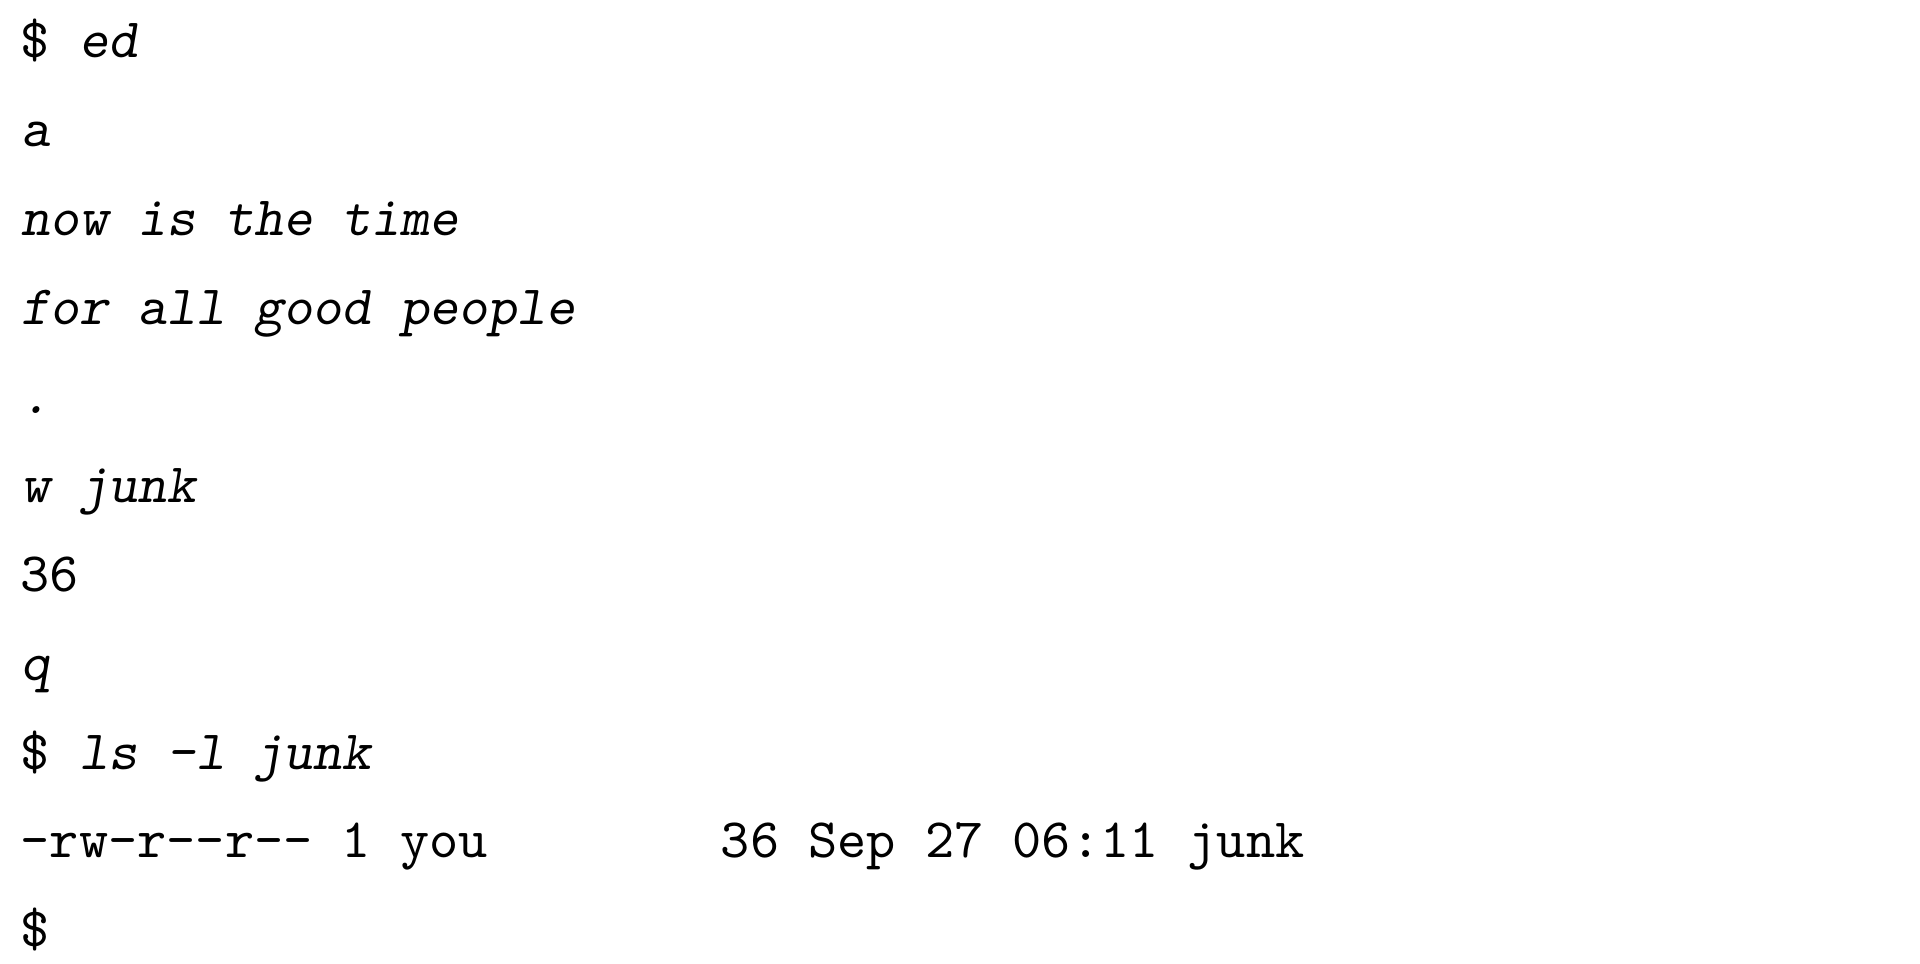 $ ed
a
now is the time
for all good people
.
w junk
36
q
$ ls -l junk
-rw-r--r-- 1 you        36 Sep 27 06:11 junk
$